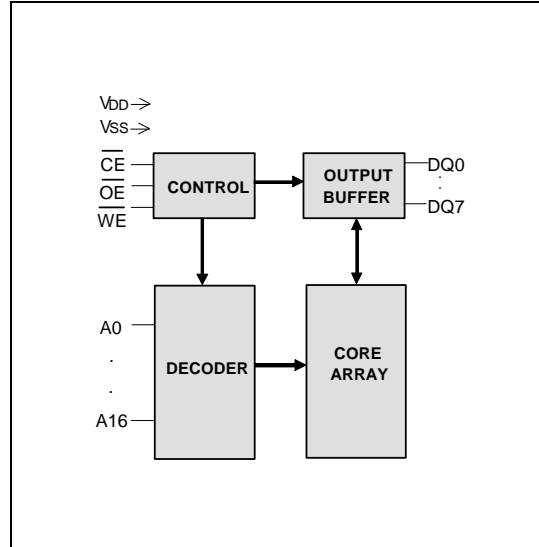 VDD
VSS
CE
OE
WE
CONTROL
OUTPUT
BUFFER
DQ0
.
.
DQ7
A0
.
.
A16
DECODER
CORE
ARRAY